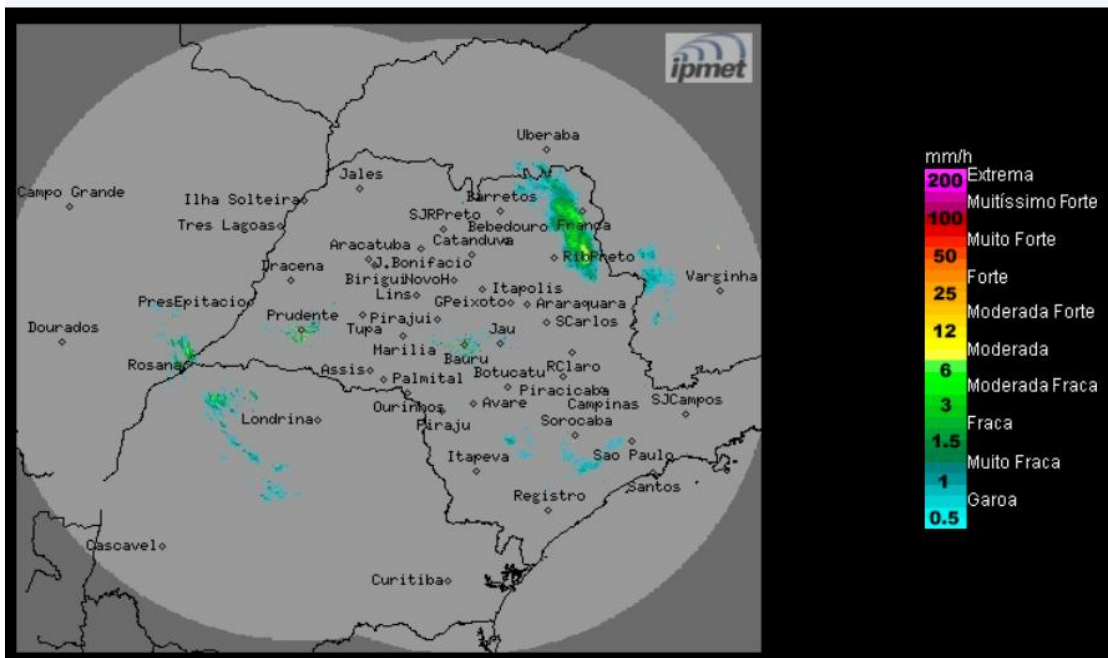 ipmet
Uberaba
Jales
Campo Grande
Ilha Solteira
Barretos
SJRPreto
Tres Lagoas
Bebedouro
Franca
Catanduva
Aracatuba
J.Bonifacio
RibPreto
Dracena
Birigui
NovoH
Varginha
Itapolis
Lins
GPeixoto
Araraquara
PresEpitacio
Prudente
Pirajui
SCarlos
Dourados
Tupa
Jau
Marilia
Bauru
Rosana
Assis
Botucatu
RClaro
Palmital
Piracicaba
Ourinhos
Avare
Campinas
SJCampos
Londrina
Piraju
Sorocaba
Itapeva
Sao Paulo
Santos
Registro
Cascavel
Curitiba
mm/h
200 Extrema
Muitíssimo Forte
100
Muito Forte
50
Forte
25
Moderada Forte
12
Moderada
6
Moderada Fraca
3
Fraca
1.5
Muito Fraca
1
Garoa
0.5